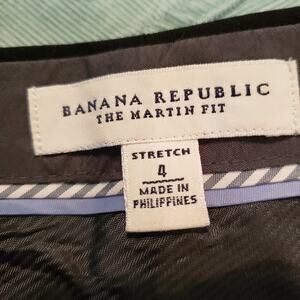 BANANA REPUBLIC
THE MARTIN FIT
STRETCH
4
MADE IN
PHILIPPINES